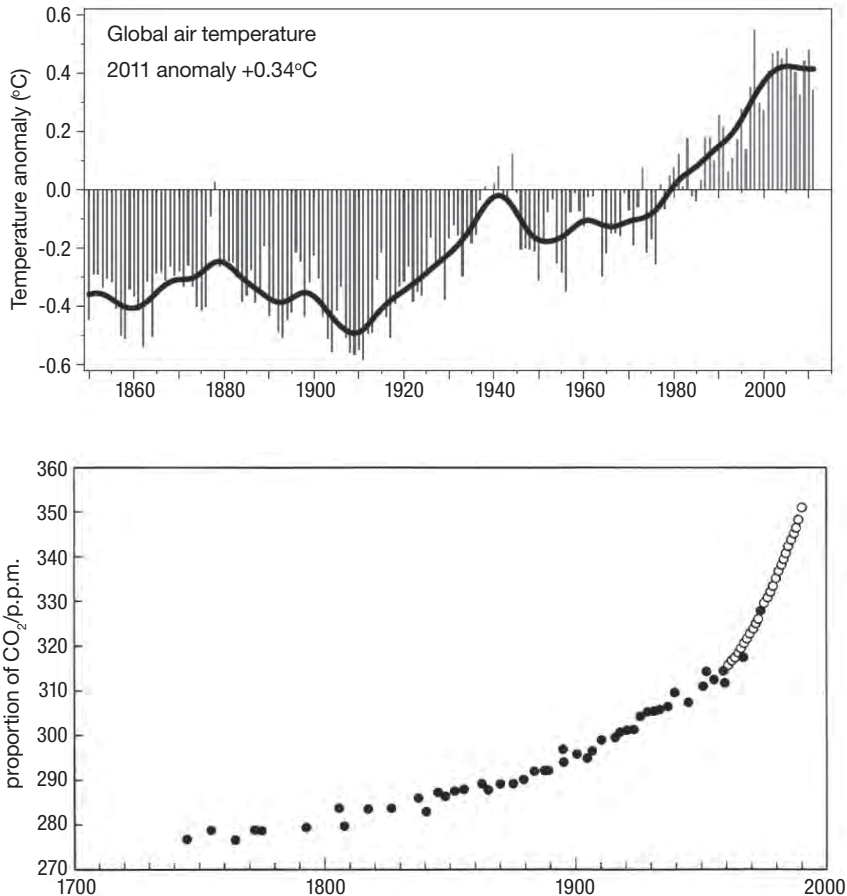 0.6
Global air temperature
2011 anomaly +0.34°C
0.4
0.2
0.0
-0.2
-0.4
-0.6
Temperature anomaly (°C)
1860 1880 1900 1920 1940 1960 1980 2000
360
350
340
330
320
310
300
290
280
270
proportion of CO₂/p.p.m.
1700 1800 1900 2000